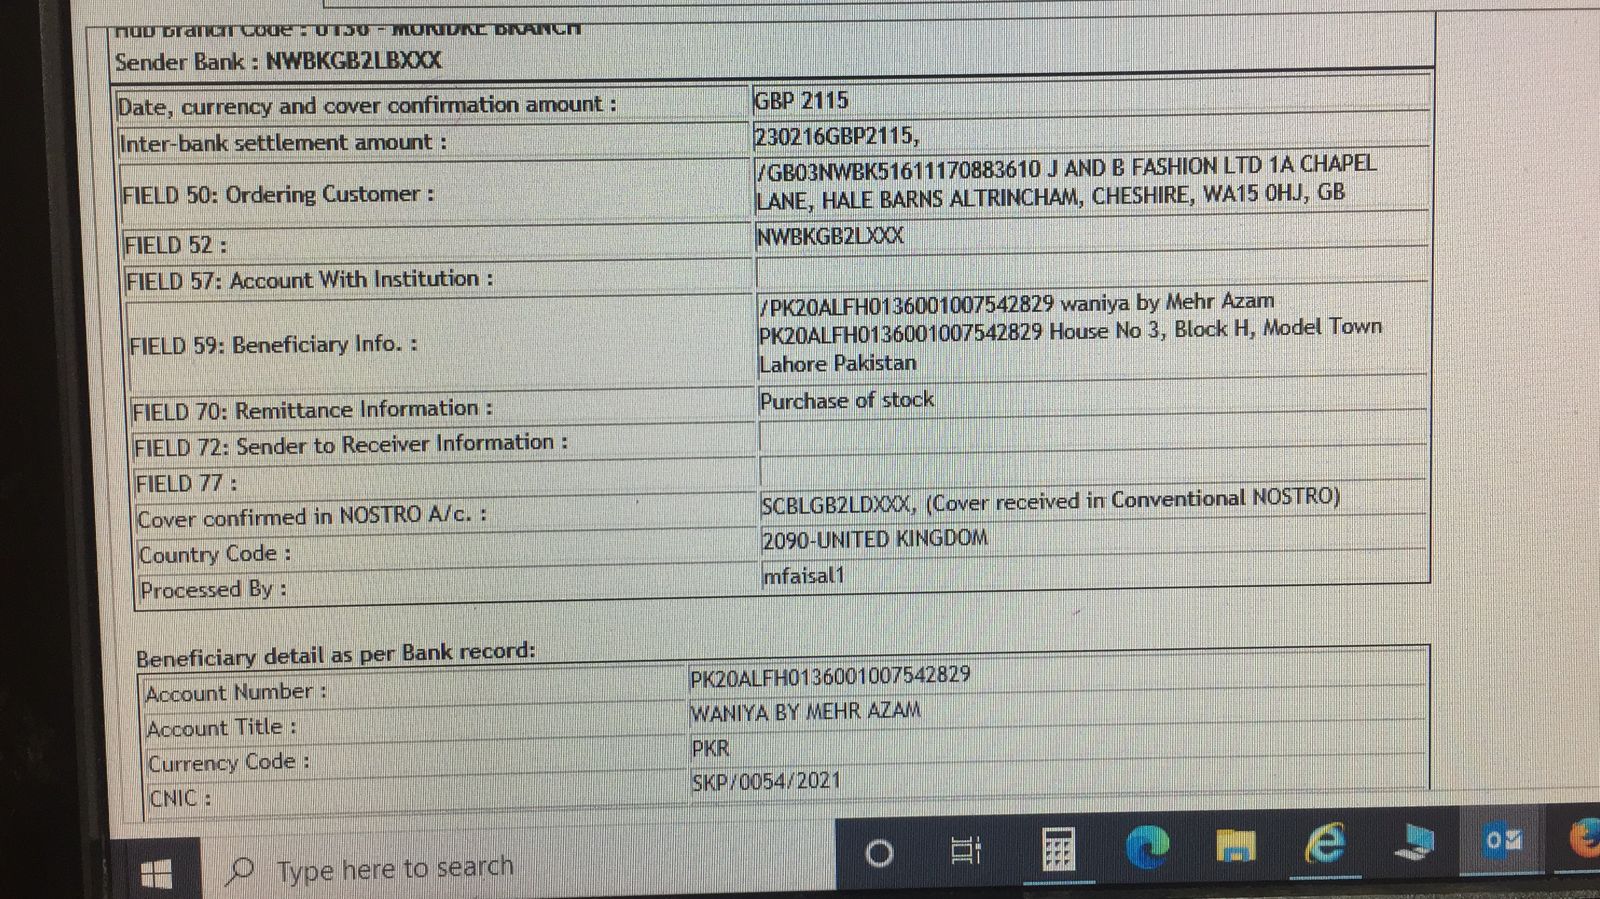 Hub Branch Code : 0136 - MURIDKE BRANCH
Sender Bank : NWBKGB2LBXXX
Date, currency and cover confirmation amount : GBP 2115
Inter-bank settlement amount : 230216GBP2115,
FIELD 50: Ordering Customer : /GB03NWBK51611170883610 J AND B FASHION LTD 1A CHAPEL
LANE, HALE BARNS ALTRINCHAM, CHESHIRE, WA15 0HJ, GB
FIELD 52 : NWBKGB2LXXX
FIELD 57: Account With Institution :
FIELD 59: Beneficiary Info. : /PK20ALFH0136001007542829 waniya by Mehr Azam
PK20ALFH0136001007542829 House No 3, Block H, Model Town
Lahore Pakistan
FIELD 70: Remittance Information : Purchase of stock
FIELD 72: Sender to Receiver Information :
FIELD 77 :
Cover confirmed in NOSTRO A/c. : SCBLGB2LDXXX, (Cover received in Conventional NOSTRO)
Country Code : 2090-UNITED KINGDOM
Processed By : mfaisal1
Beneficiary detail as per Bank record:
Account Number : PK20ALFH0136001007542829
Account Title : WANIYA BY MEHR AZAM
Currency Code : PKR
CNIC : SKP/0054/2021
Type here to search